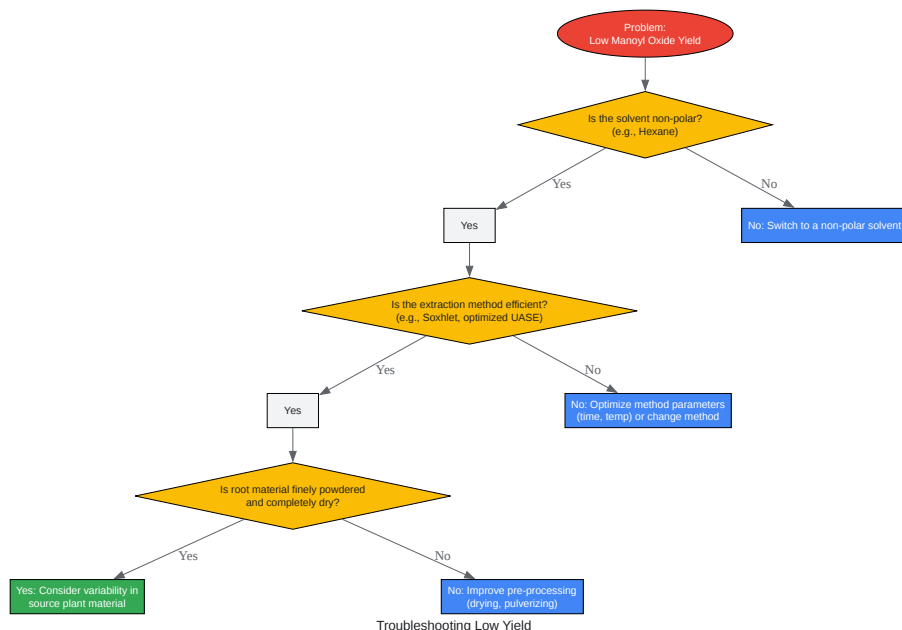 Problem:
Low Manoyl Oxide Yield
Is the solvent non-polar?
(e.g., Hexane)
Yes
No
Yes
No: Switch to a non-polar solvent
Is the extraction method efficient?
(e.g., Soxhlet, optimized UASE)
Yes
No
Yes
No: Optimize method parameters
(time, temp) or change method
Is root material finely powdered
and completely dry?
Yes
No
Yes: Consider variability in
source plant material
No: Improve pre-processing
(drying, pulverizing)
Troubleshooting Low Yield